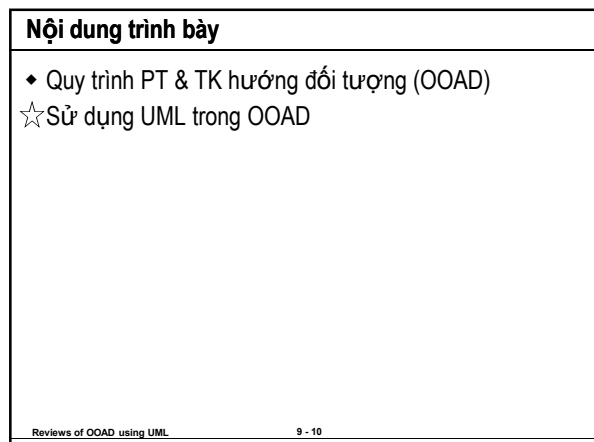 Nội dung trình bày
◆ Quy trình PT & TK hướng đối tượng (OOAD)
☆Sử dụng UML trong OOAD
Reviews of OOAD using UML 9 - 10